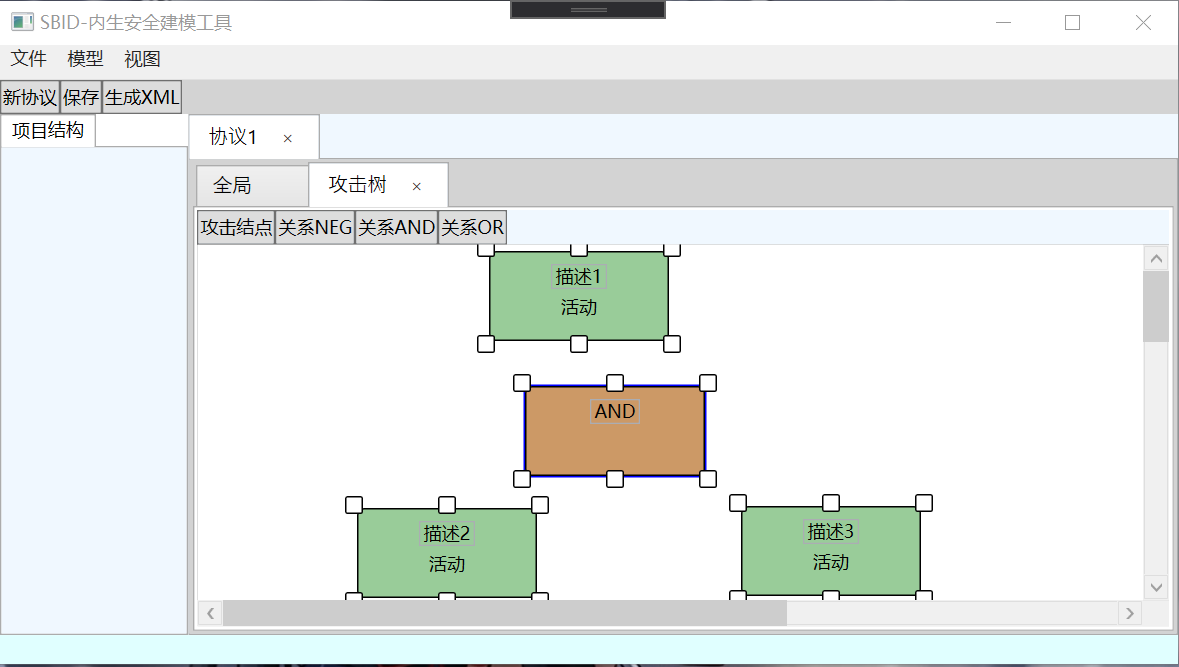 SBID-内生安全建模工具
文件 模型 视图
新协议 保存 生成XML
项目结构
协议1 ×
全局 攻击树 ×
攻击结点 关系NEG 关系AND 关系OR
描述1
活动
AND
描述2
活动
描述3
活动